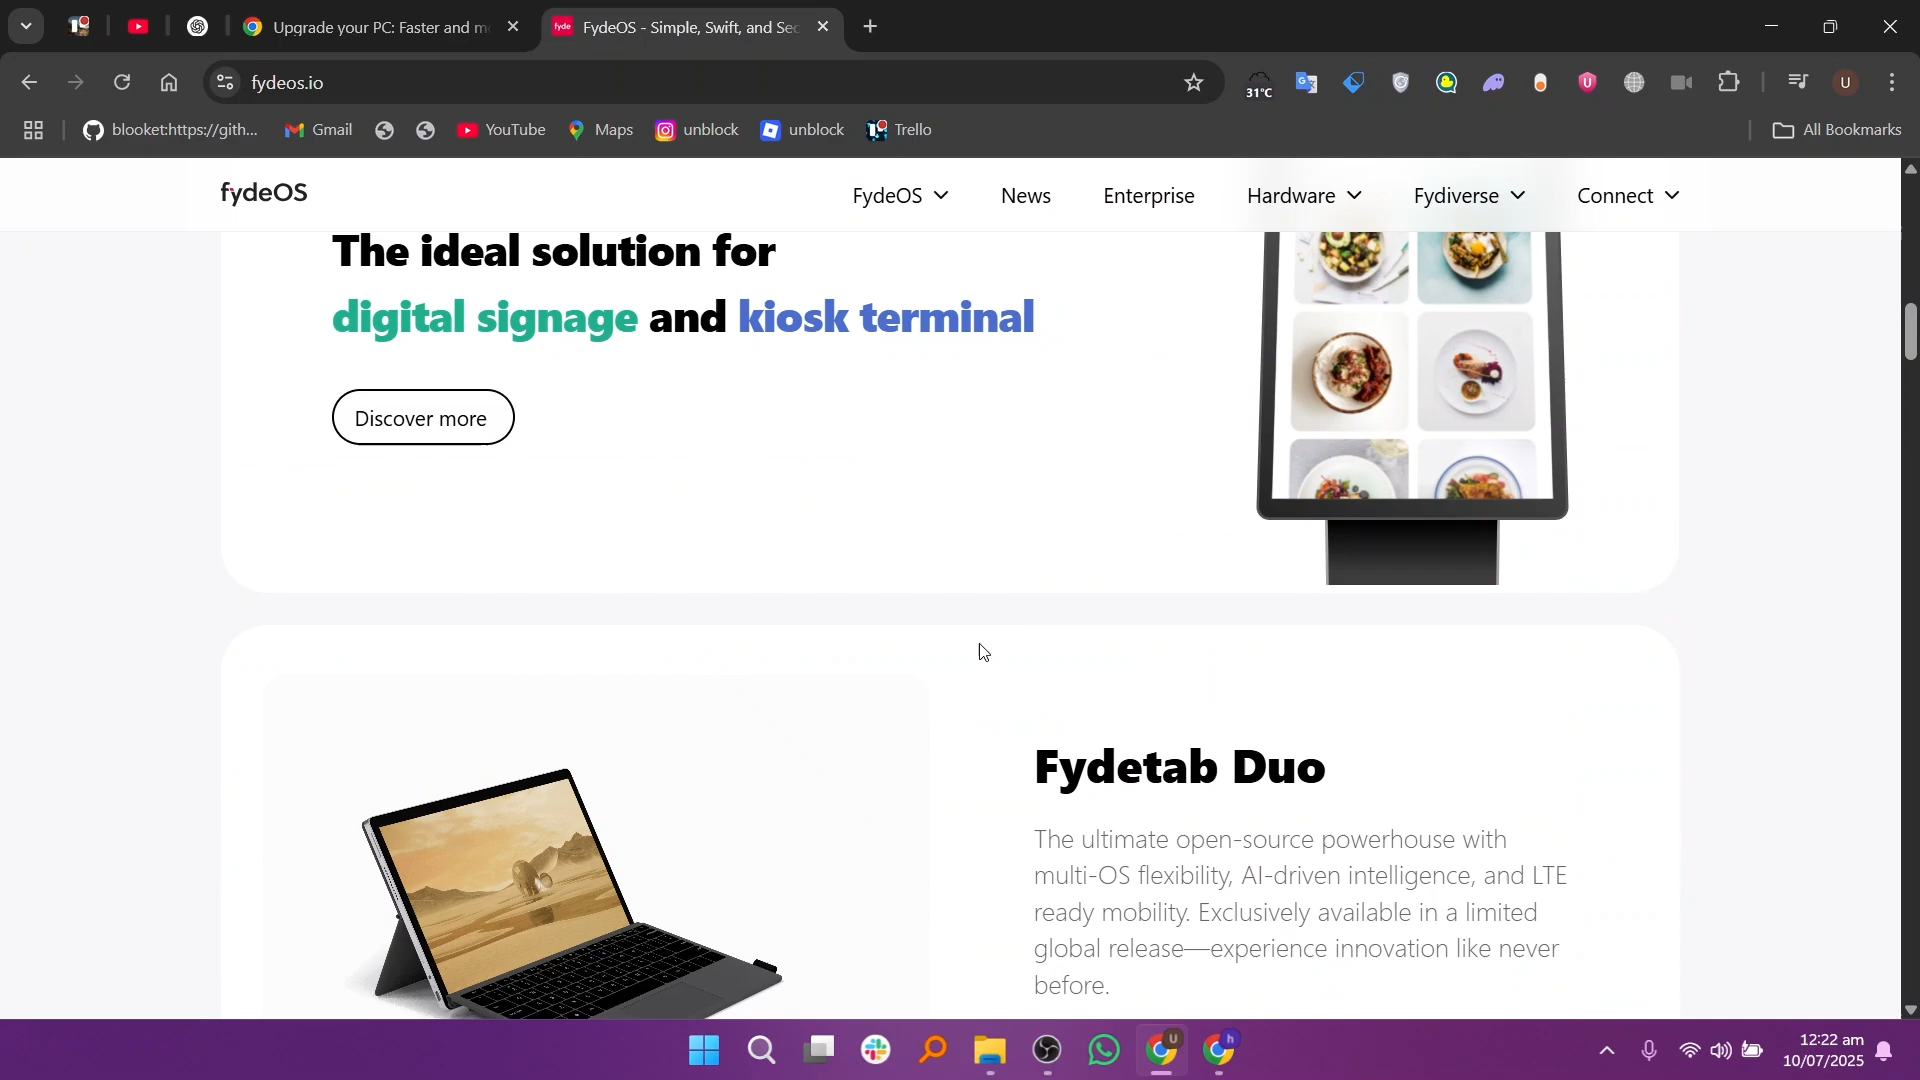 Upgrade your PC: Faster and m
fyde
FydeOS - Simple, Swift, and Sec
fydeos.io
31°C
U
blooket:https://gith...
Gmail
YouTube
Maps
unblock
unblock
Trello
All Bookmarks
fydeOS
FydeOS
News
Enterprise
Hardware
Fydiverse
Connect
The ideal solution for
digital signage and kiosk terminal
Discover more
Fydetab Duo
The ultimate open-source powerhouse with
multi-OS flexibility, AI-driven intelligence, and LTE
ready mobility. Exclusively available in a limited
global release—experience innovation like never
before.
U
h
12:22 am
10/07/2025